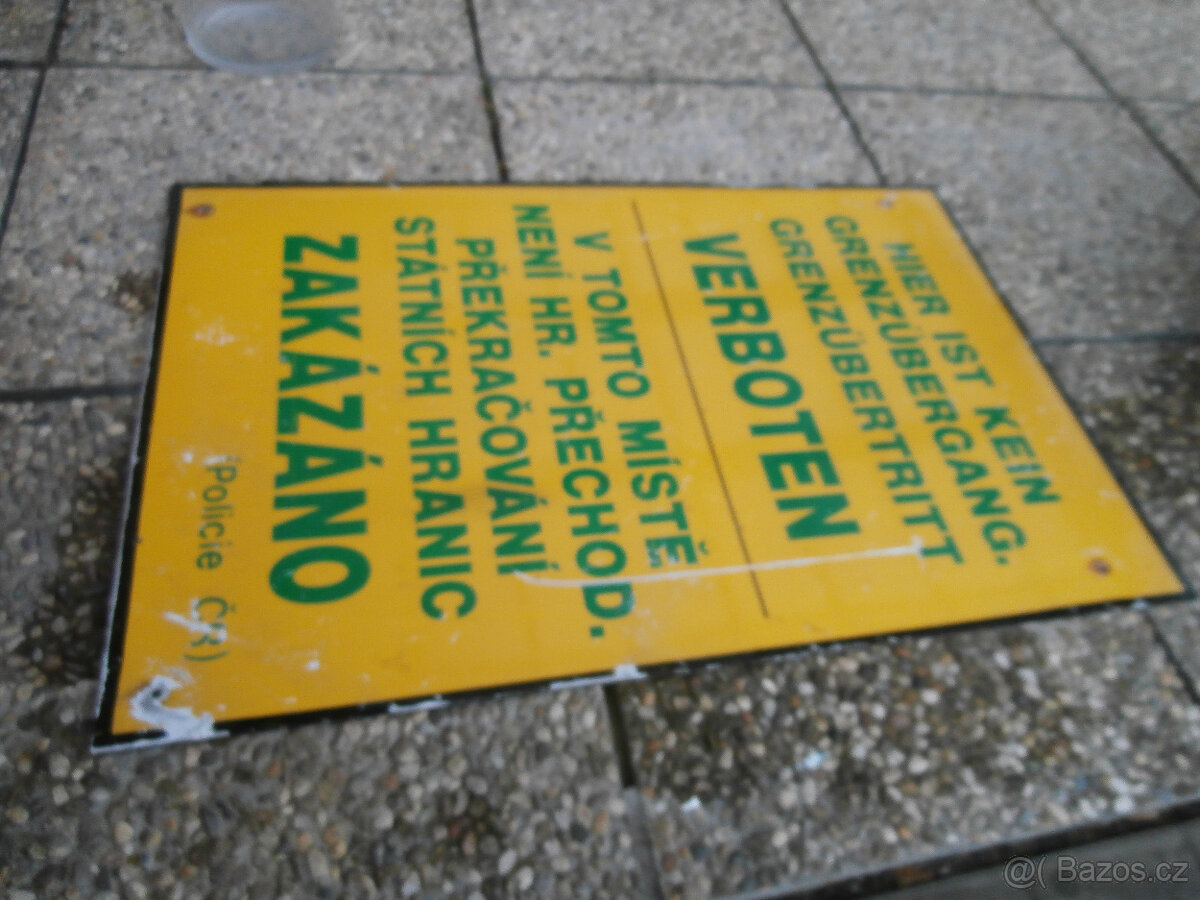 HIER IST KEIN
GRENZÜBERGANG.
GRENZÜBERTRITT
VERBOTEN
V TOMTO MÍSTĚ
NENÍ HR. PŘECHOD.
PŘEKRAČOVÁNÍ
STÁTNÍCH HRANIC
ZAKÁZÁNO
(Policie ČR)
@( Bazos.cz